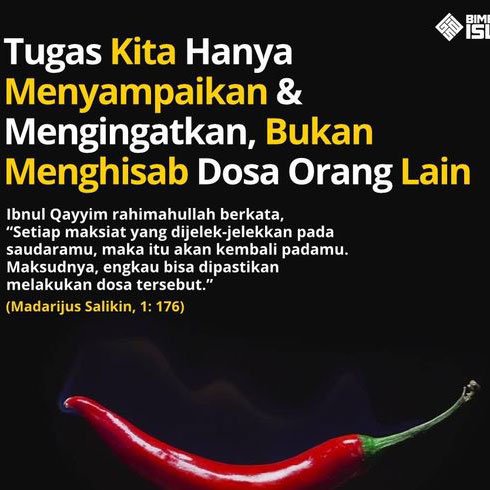 Tugas Kita Hanya
Menyampaikan &
Mengingatkan, Bukan
Menghisab Dosa Orang Lain
Ibnul Qayyim rahimahullah berkata,
“Setiap maksiat yang dijelek-jelekkan pada
saudaramu, maka itu akan kembali padamu.
Maksudnya, engkau bisa dipastikan
melakukan dosa tersebut.”
(Madarijus Salikin, 1: 176)